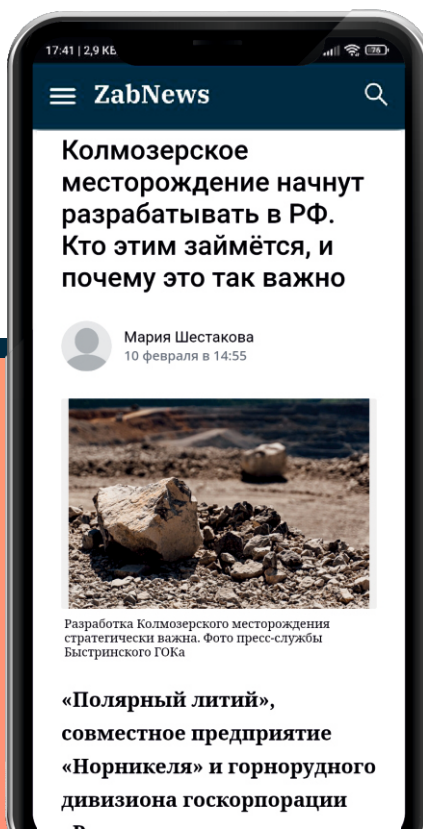 17:41 | 2,9 КБ
76
ZabNews
Колмозерское
месторождение начнут
разрабатывать в РФ.
Кто этим займётся, и
почему это так важно
Мария Шестакова
10 февраля в 14:55
Разработка Колмозерского месторождения
стратегически важна. Фото пресс-службы
Быстринского ГОКа
«Полярный литий»,
совместное предприятие
«Норникеля» и горнорудного
дивизиона госкорпорации